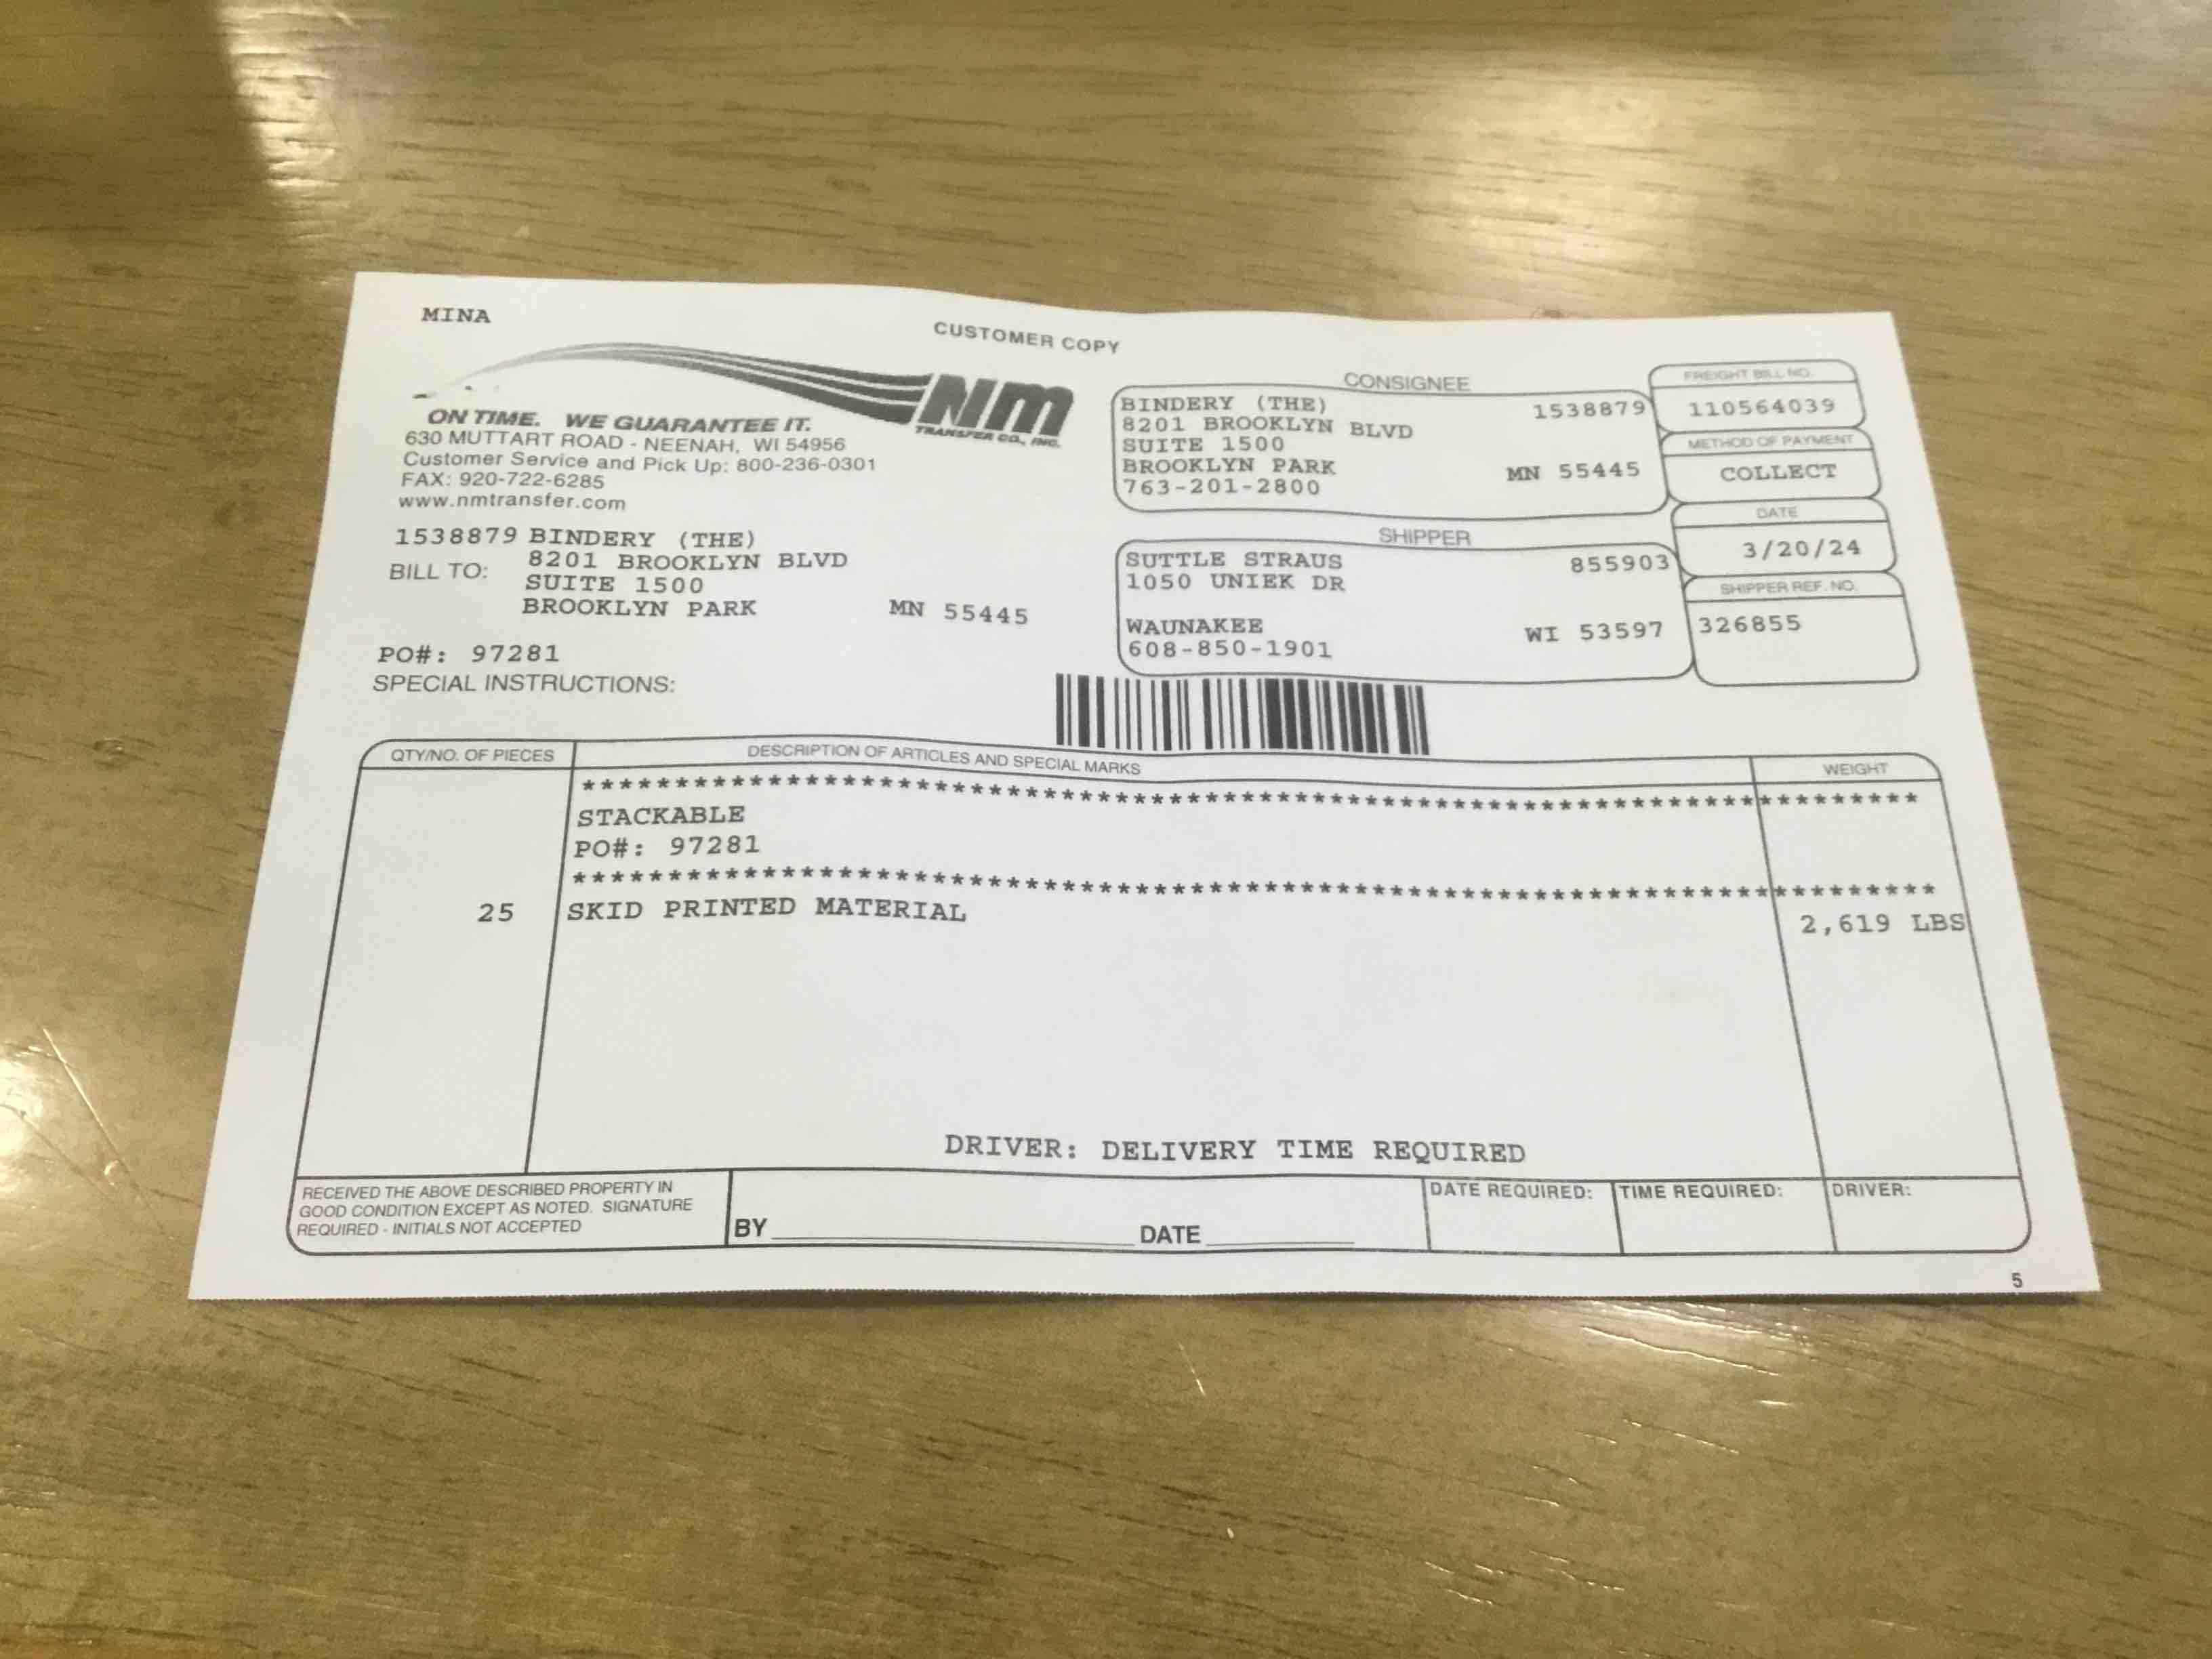 MINA
CUSTOMER COPY
NM
TRANSFER CO., INC.
ON TIME. WE GUARANTEE IT.
630 MUTTART ROAD - NEENAH, WI 54956
Customer Service and Pick Up: 800-236-0301
FAX: 920-722-6285
www.nmtransfer.com
1538879 BINDERY (THE)
8201 BROOKLYN BLVD
BILL TO: SUITE 1500
BROOKLYN PARK MN 55445
PO#: 97281
SPECIAL INSTRUCTIONS:
CONSIGNEE
BINDERY (THE) 1538879
8201 BROOKLYN BLVD
SUITE 1500
BROOKLYN PARK MN 55445
763-201-2800
SHIPPER
SUTTLE STRAUS 855903
1050 UNIEK DR
WAUNAKEE WI 53597
608-850-1901
FREIGHT BILL NO.
110564039
METHOD OF PAYMENT
COLLECT
DATE
3/20/24
SHIPPER REF. NO.
326855
QTY/NO. OF PIECES DESCRIPTION OF ARTICLES AND SPECIAL MARKS WEIGHT
*************************************************************************
STACKABLE
PO#: 97281
*************************************************************************
25 SKID PRINTED MATERIAL 2,619 LBS
DRIVER: DELIVERY TIME REQUIRED
RECEIVED THE ABOVE DESCRIBED PROPERTY IN
GOOD CONDITION EXCEPT AS NOTED. SIGNATURE
REQUIRED - INITIALS NOT ACCEPTED
BY DATE
DATE REQUIRED: TIME REQUIRED: DRIVER:
5